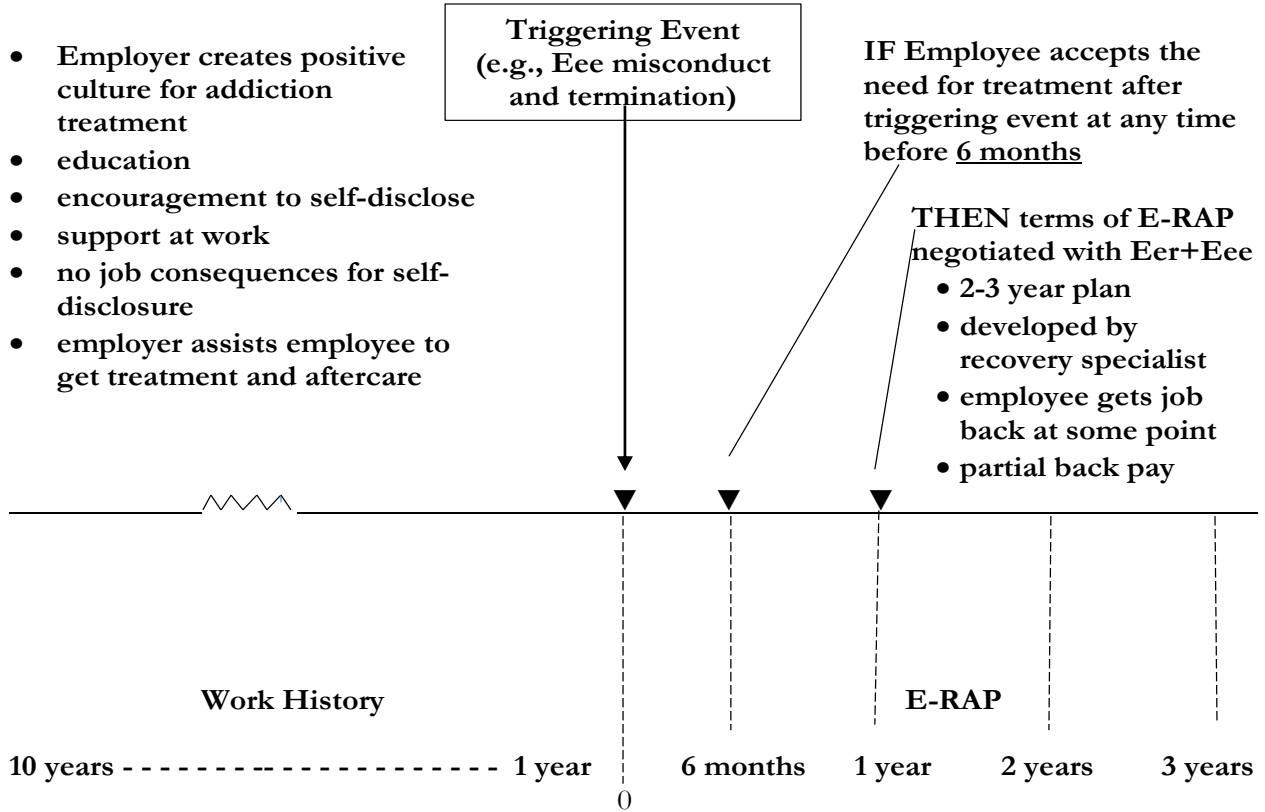 • Employer creates positive
culture for addiction
treatment
• education
• encouragement to self-disclose
• support at work
• no job consequences for self-
disclosure
• employer assists employee to
get treatment and aftercare
Triggering Event
(e.g., Eee misconduct
and termination)
IF Employee accepts the
need for treatment after
triggering event at any time
before 6 months
THEN terms of E-RAP
negotiated with Eer+Eee
• 2-3 year plan
• developed by
recovery specialist
• employee gets job
back at some point
• partial back pay
Work History
E-RAP
10 years - - - - - - - -- - - - - - - - - - - - - - 1 year
6 months
1 year
2 years
3 years
0